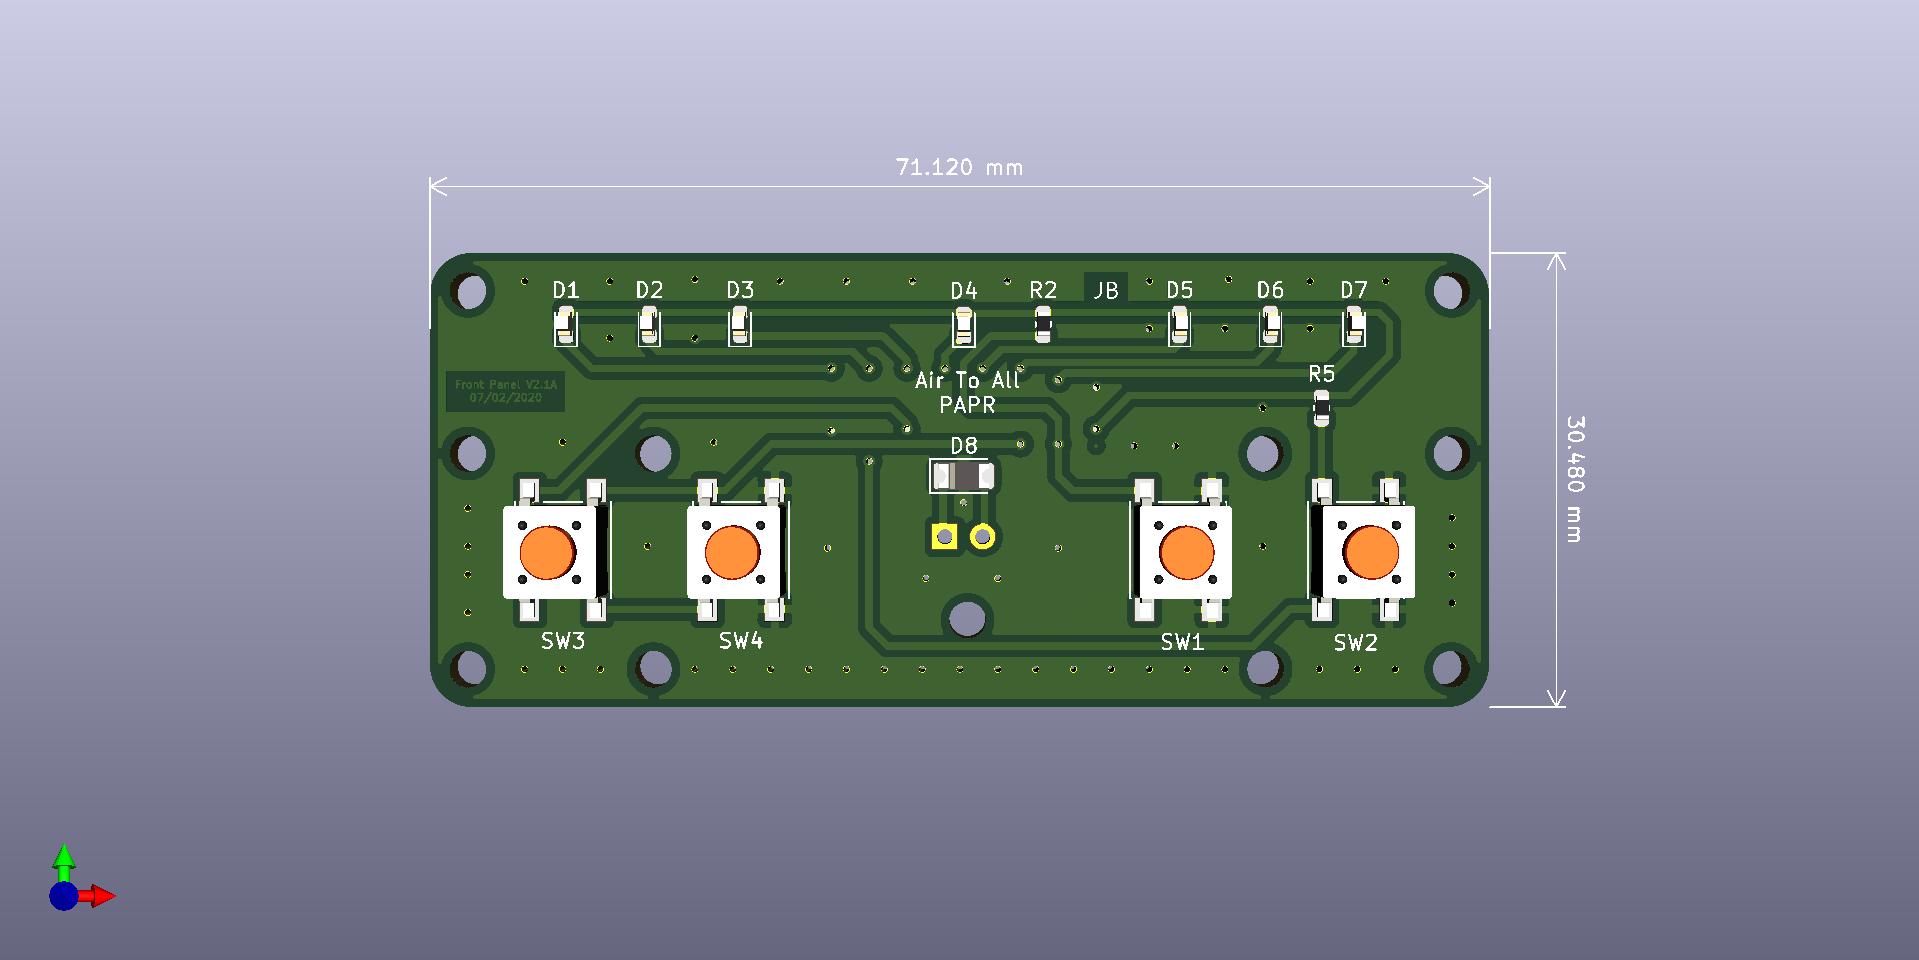 71.120 mm
D1 D2 D3 D4 R2 JB D5 D6 D7
Front Panel V2.1A
07/02/2020
Air To All
PAPR
R5
D8
30.480 mm
SW3 SW4 SW1 SW2